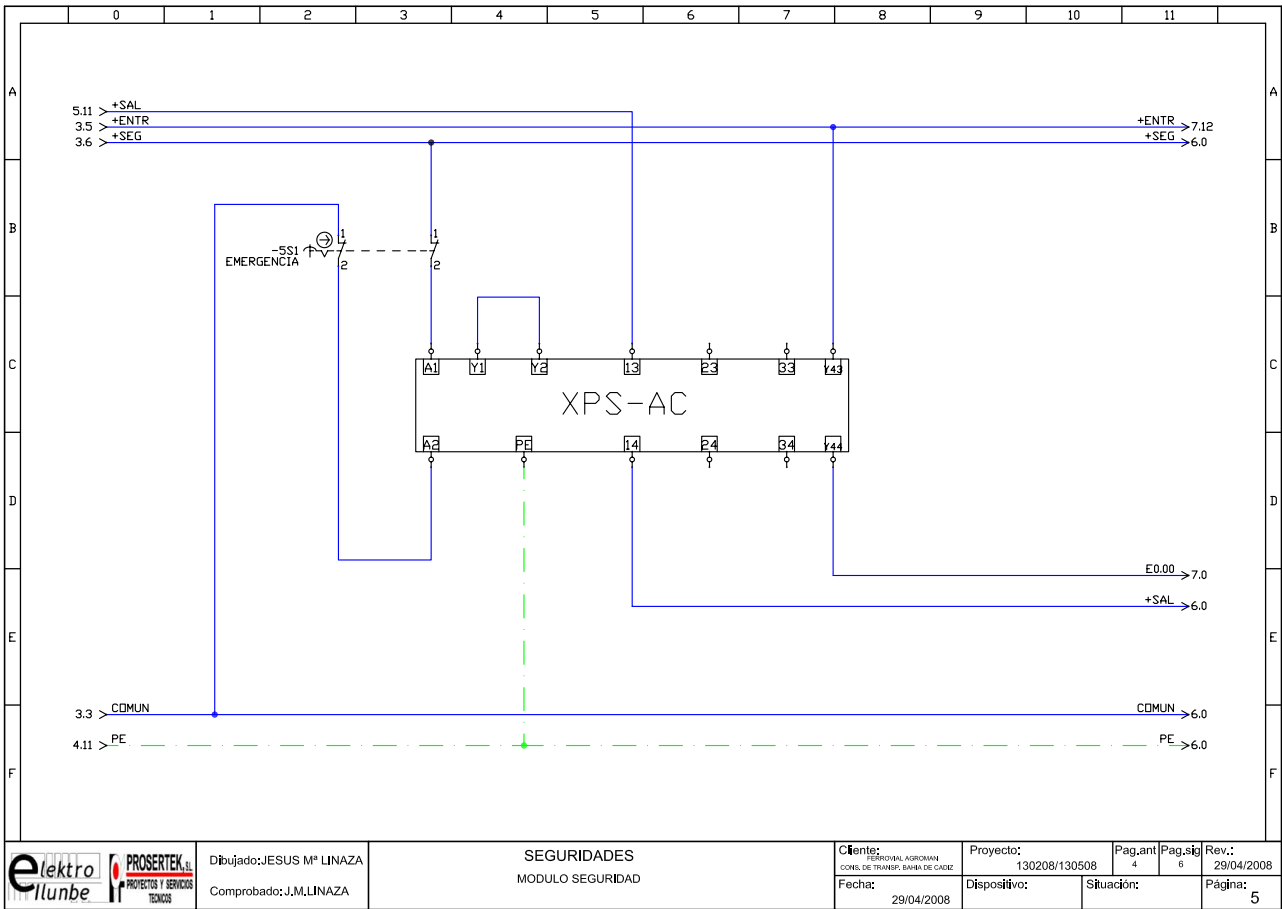 0 1 2 3 4 5 6 7 8 9 10 11
A A
5.11 +SAL
3.5 +ENTR +ENTR 7.12
3.6 +SEG +SEG 6.0
B B
1 1
-5S1
EMERGENCIA 2 2
C C
A1 Y1 Y2 13 23 33 Y43
XPS-AC
A2 PE 14 24 34 Y44
D D
E0.00 7.0
+SAL 6.0
E E
3.3 COMUN COMUN 6.0
4.11 PE PE 6.0
F F
elektro
Ilunbe
PROSERTEK, S.L
PROYECTOS Y SERVICIOS
TECNICOS
Dibujado:JESUS Mª LINAZA
Comprobado:J.M.LINAZA
SEGURIDADES
MODULO SEGURIDAD
Cliente:
FERROVIAL AGROMAN
CONS. DE TRANSP. BAHIA DE CADIZ
Fecha:
29/04/2008
Proyecto:
130208/130508
Dispositivo:
Pag.ant
4
Pag.sig
6
Situación:
Rev.:
29/04/2008
Página:
5